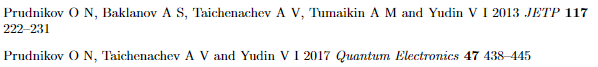 Prudnikov O N, Baklanov A S, Taichenachev A V, Tumaikin A M and Yudin V I 2013 JETP 117
222–231
Prudnikov O N, Taichenachev A V and Yudin V I 2017 Quantum Electronics 47 438–445